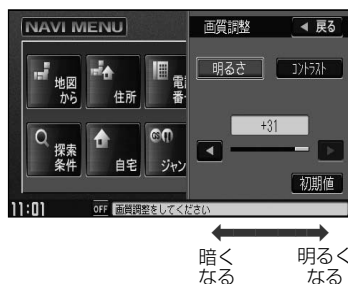 NAVI MENU
画質調整
戻る
地図
から
住所
電
番
明るさ
コントラスト
+31
探索
条件
自宅
ジャン
初期値
11:01
OFF
画質調整をしてください
暗く
なる
明るく
なる